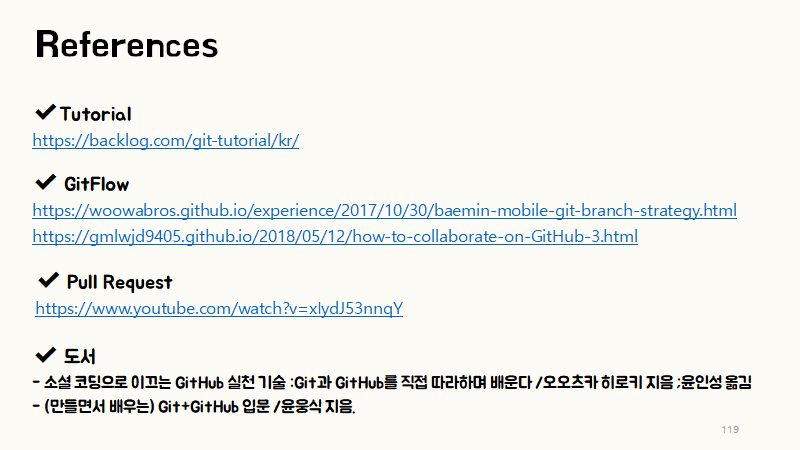 References
✔ Tutorial
https://backlog.com/git-tutorial/kr/
✔ GitFlow
https://woowabros.github.io/experience/2017/10/30/baemin-mobile-git-branch-strategy.html
https://gmlwjd9405.github.io/2018/05/12/how-to-collaborate-on-GitHub-3.html
✔ Pull Request
https://www.youtube.com/watch?v=xIydJ53nnqY
✔ 도서
- 소셜 코딩으로 이끄는 GitHub 실천 기술 :Git과 GitHub를 직접 따라하며 배운다 /오오츠카 히로키 지음 ;윤인성 옮김
- (만들면서 배우는) Git+GitHub 입문 /윤웅식 지음.
119